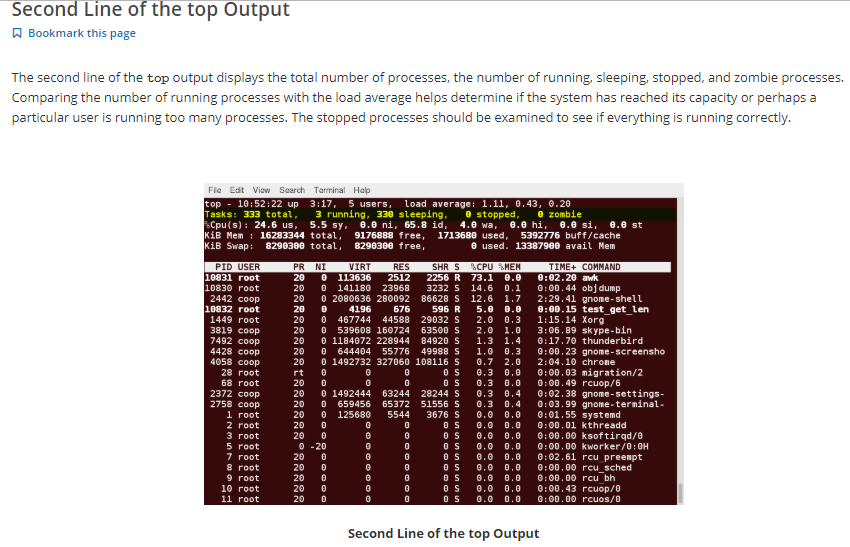 Second Line of the top Output
Bookmark this page
The second line of the top output displays the total number of processes, the number of running, sleeping, stopped, and zombie processes.
Comparing the number of running processes with the load average helps determine if the system has reached its capacity or perhaps a
particular user is running too many processes. The stopped processes should be examined to see if everything is running correctly.
File Edit View Search Terminal Help
top - 10:52:22 up 3:17, 5 users, load average: 1.11, 0.43, 0.20
Tasks: 333 total, 3 running, 330 sleeping, 0 stopped, 0 zombie
%Cpu(s): 24.6 us, 5.5 sy, 0.0 ni, 65.8 id, 4.0 wa, 0.0 hi, 0.0 si, 0.0 st
KiB Mem : 16283344 total, 9176888 free, 1713680 used, 5392776 buff/cache
KiB Swap: 8290300 total, 8290300 free, 0 used. 13387900 avail Mem
PID USER PR NI VIRT RES SHR S %CPU %MEM TIME+ COMMAND
10831 root 20 0 113636 2512 2256 R 73.1 0.0 0:02.20 awk
10830 root 20 0 141180 23968 3232 S 14.6 0.1 0:00.44 objdump
2442 coop 20 0 2080636 280092 86628 S 12.6 1.7 2:29.41 gnome-shell
10832 root 20 0 4196 676 596 R 5.0 0.0 0:00.15 test_get_len
1449 root 20 0 467744 44588 29032 S 2.0 0.3 1:15.14 Xorg
3819 coop 20 0 539608 160724 63500 S 2.0 1.0 3:06.89 skype-bin
7492 coop 20 0 1184072 228944 84920 S 1.3 1.4 0:17.70 thunderbird
4428 coop 20 0 644404 55776 49988 S 1.0 0.3 0:00.23 gnome-screensho
4058 coop 20 0 1492732 327060 108116 S 0.7 2.0 2:04.10 chrome
28 root rt 0 0 0 0 S 0.3 0.0 0:00.03 migration/2
68 root 20 0 0 0 0 S 0.3 0.0 0:00.49 rcuop/6
2372 coop 20 0 1492444 63244 28244 S 0.3 0.4 0:02.38 gnome-settings-
2758 coop 20 0 659456 65372 51556 S 0.3 0.4 0:03.99 gnome-terminal-
1 root 20 0 125680 5544 3676 S 0.0 0.0 0:01.55 systemd
2 root 20 0 0 0 0 S 0.0 0.0 0:00.01 kthreadd
3 root 20 0 0 0 0 S 0.0 0.0 0:00.00 ksoftirqd/0
5 root 0 -20 0 0 0 S 0.0 0.0 0:00.00 kworker/0:0H
7 root 20 0 0 0 0 S 0.0 0.0 0:02.61 rcu_preempt
8 root 20 0 0 0 0 S 0.0 0.0 0:00.00 rcu_sched
9 root 20 0 0 0 0 S 0.0 0.0 0:00.00 rcu_bh
10 root 20 0 0 0 0 S 0.0 0.0 0:00.43 rcuop/0
11 root 20 0 0 0 0 S 0.0 0.0 0:00.00 rcuos/0
Second Line of the top Output